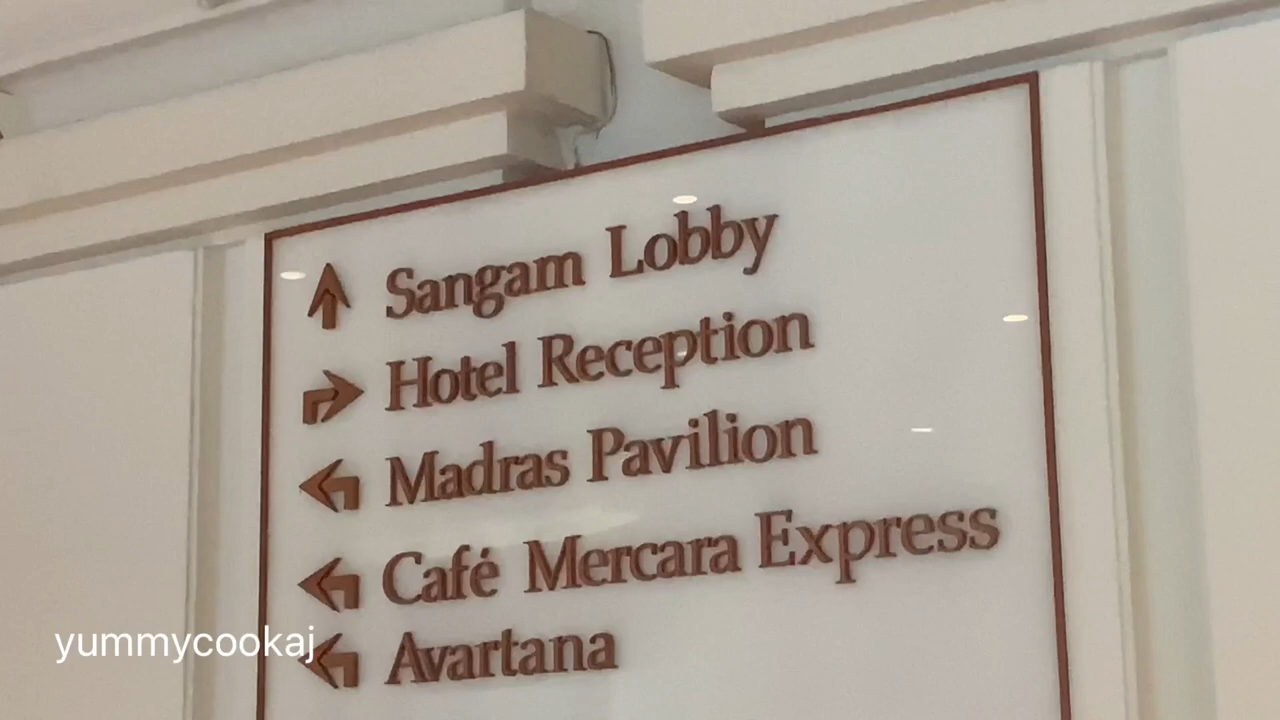 Sangam Lobby
Hotel Reception
Madras Pavilion
Café Mercara Express
Avartana
yummycookaj